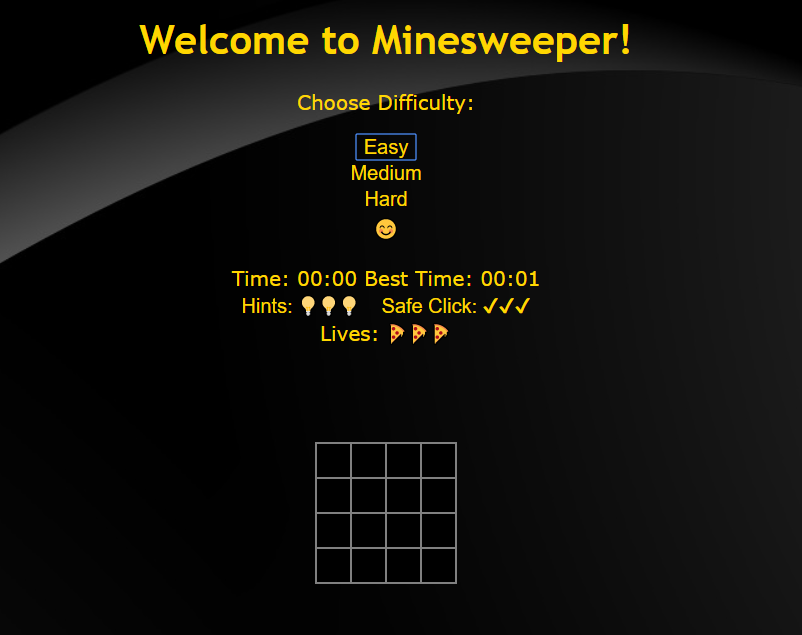 Welcome to Minesweeper!
Choose Difficulty:
Easy
Medium
Hard
Time: 00:00 Best Time: 00:01
Hints: Safe Click: ✔✔✔
Lives: